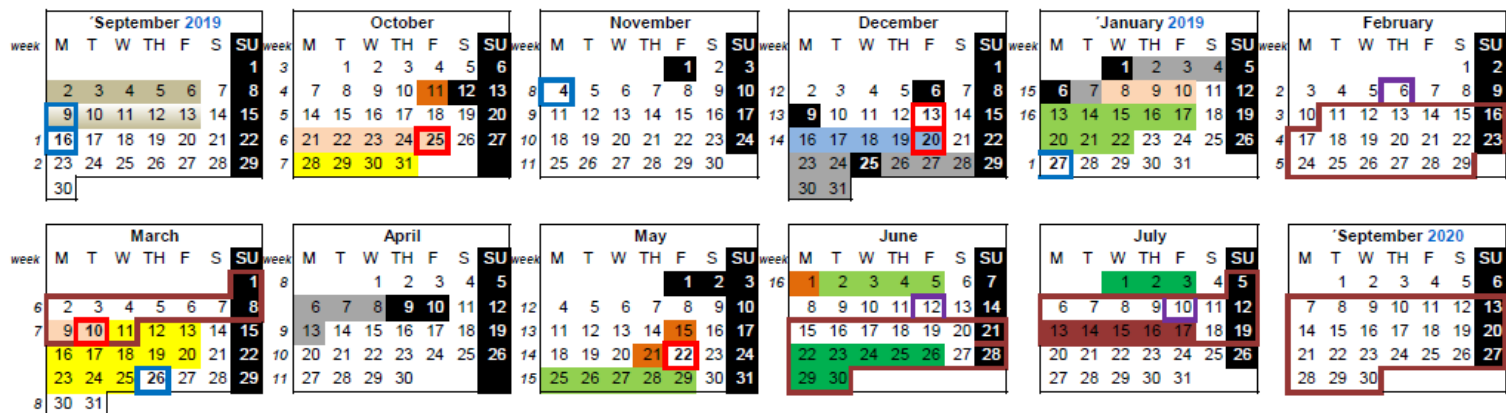 ´September 2019
week M T W TH F S SU
1
2 3 4 5 6 7 8
9 10 11 12 13 14 15
1 16 17 18 19 20 21 22
2 23 24 25 26 27 28 29
30
October
week M T W TH F S SU
3 1 2 3 4 5 6
4 7 8 9 10 11 12 13
5 14 15 16 17 18 19 20
6 21 22 23 24 25 26 27
7 28 29 30 31
November
week M T W TH F S SU
1 2 3
8 4 5 6 7 8 9 10
9 11 12 13 14 15 16 17
10 18 19 20 21 22 23 24
11 25 26 27 28 29 30
December
week M T W TH F S SU
1
12 2 3 4 5 6 7 8
13 9 10 11 12 13 14 15
14 16 17 18 19 20 21 22
23 24 25 26 27 28 29
30 31
´January 2019
week M T W TH F S SU
1 2 3 4 5
15 6 7 8 9 10 11 12
16 13 14 15 16 17 18 19
20 21 22 23 24 25 26
1 27 28 29 30 31
February
week M T W TH F S SU
1 2
2 3 4 5 6 7 8 9
3 10 11 12 13 14 15 16
4 17 18 19 20 21 22 23
5 24 25 26 27 28 29
March
week M T W TH F S SU
1
6 2 3 4 5 6 7 8
7 9 10 11 12 13 14 15
16 17 18 19 20 21 22
23 24 25 26 27 28 29
8 30 31
April
week M T W TH F S SU
8 1 2 3 4 5
6 7 8 9 10 11 12
9 13 14 15 16 17 18 19
10 20 21 22 23 24 25 26
11 27 28 29 30
May
week M T W TH F S SU
1 2 3
12 4 5 6 7 8 9 10
13 11 12 13 14 15 16 17
14 18 19 20 21 22 23 24
15 25 26 27 28 29 30 31
June
week M T W TH F S SU
16 1 2 3 4 5 6 7
8 9 10 11 12 13 14
15 16 17 18 19 20 21
22 23 24 25 26 27 28
29 30
July
M T W TH F S SU
1 2 3 4 5
6 7 8 9 10 11 12
13 14 15 16 17 18 19
20 21 22 23 24 25 26
27 28 29 30 31
´September 2020
M T W TH F S SU
1 2 3 4 5 6
7 8 9 10 11 12 13
14 15 16 17 18 19 20
21 22 23 24 25 26 27
28 29 30